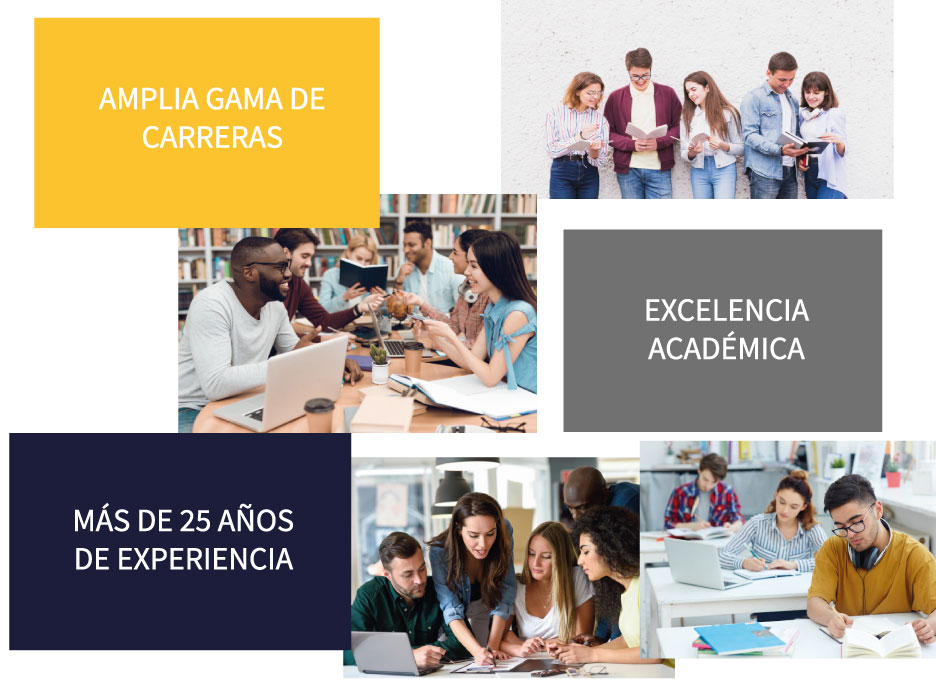 AMPLIA GAMA DE
CARRERAS
EXCELENCIA
ACADÉMICA
MÁS DE 25 AÑOS
DE EXPERIENCIA